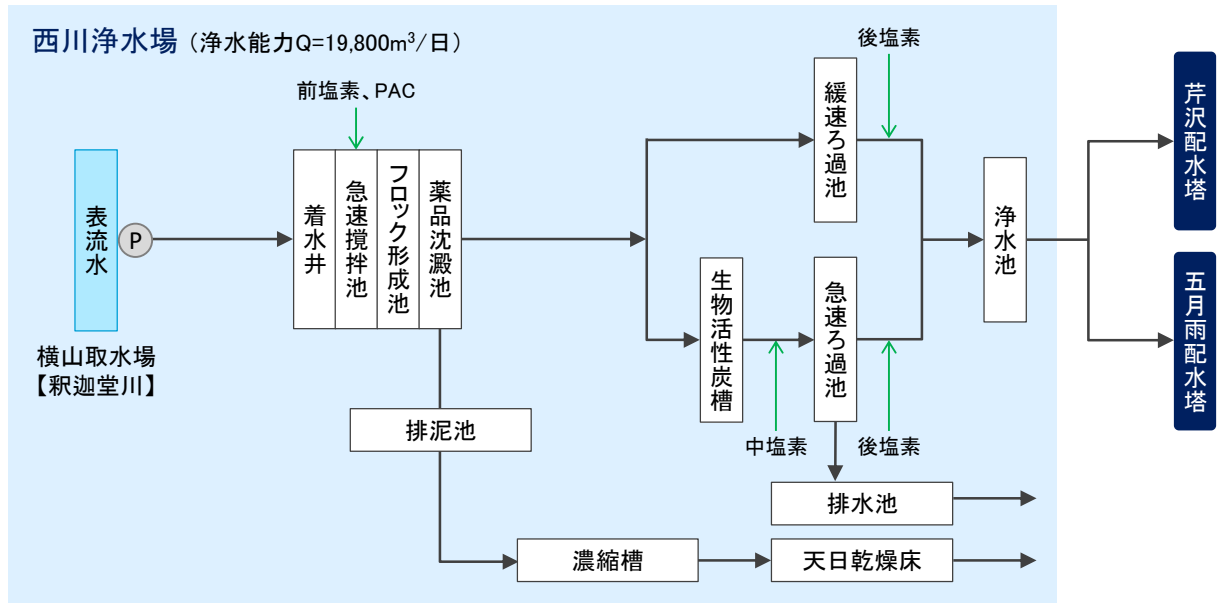 西川浄水場（浄水能力Q=19,800m³/日）
後塩素
前塩素、PAC
緩速ろ過池
芹沢配水塔
表流水
P
着水井
急速撹拌池
フロック形成池
薬品沈澱池
浄水池
生物活性炭槽
急速ろ過池
五月雨配水塔
横山取水場
【釈迦堂川】
排泥池
中塩素
後塩素
排水池
濃縮槽
天日乾燥床